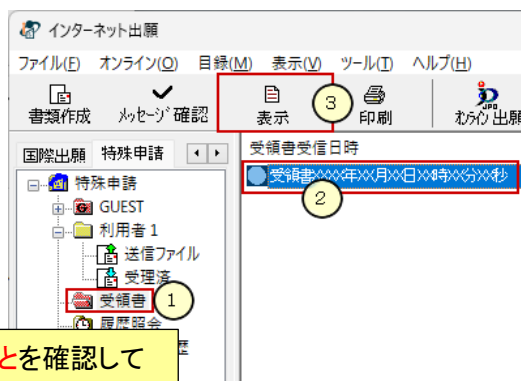 インターネット出願
ファイル(F) オンライン(O) 目録(M) 表示(V) ツール(T) ヘルプ(H)
書類作成 メッセージ確認 表示 3 印刷 JPO オンライン出願
国際出願 特殊申請
受領書受信日時
特殊申請
受領書XXXX年XX月XX日XX時XX分XX秒
2
GUEST
利用者1
送信ファイル
受理済
受領書 1
履歴照会
歴
とを確認して